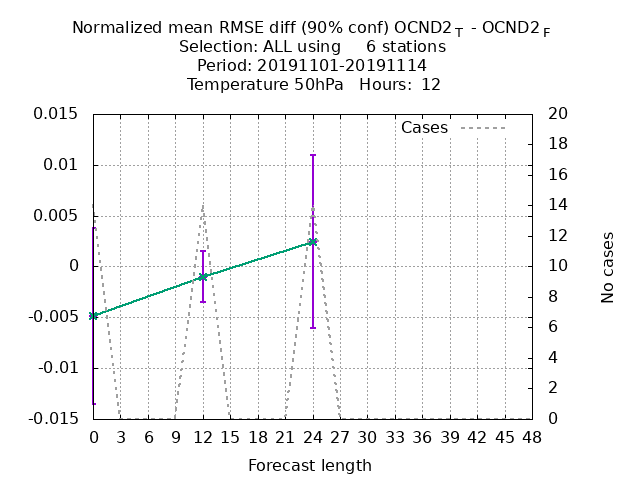 Normalized mean RMSE diff (90% conf) OCND2 T - OCND2 F
Selection: ALL using     6 stations
Period: 20191101-20191114
Temperature 50hPa   Hours:  12
Cases
0.015
0.01
0.005
0
-0.005
-0.01
-0.015
20
18
16
14
12
10
8
6
4
2
0
No cases
0 3 6 9 12 15 18 21 24 27 30 33 36 39 42 45 48
Forecast length